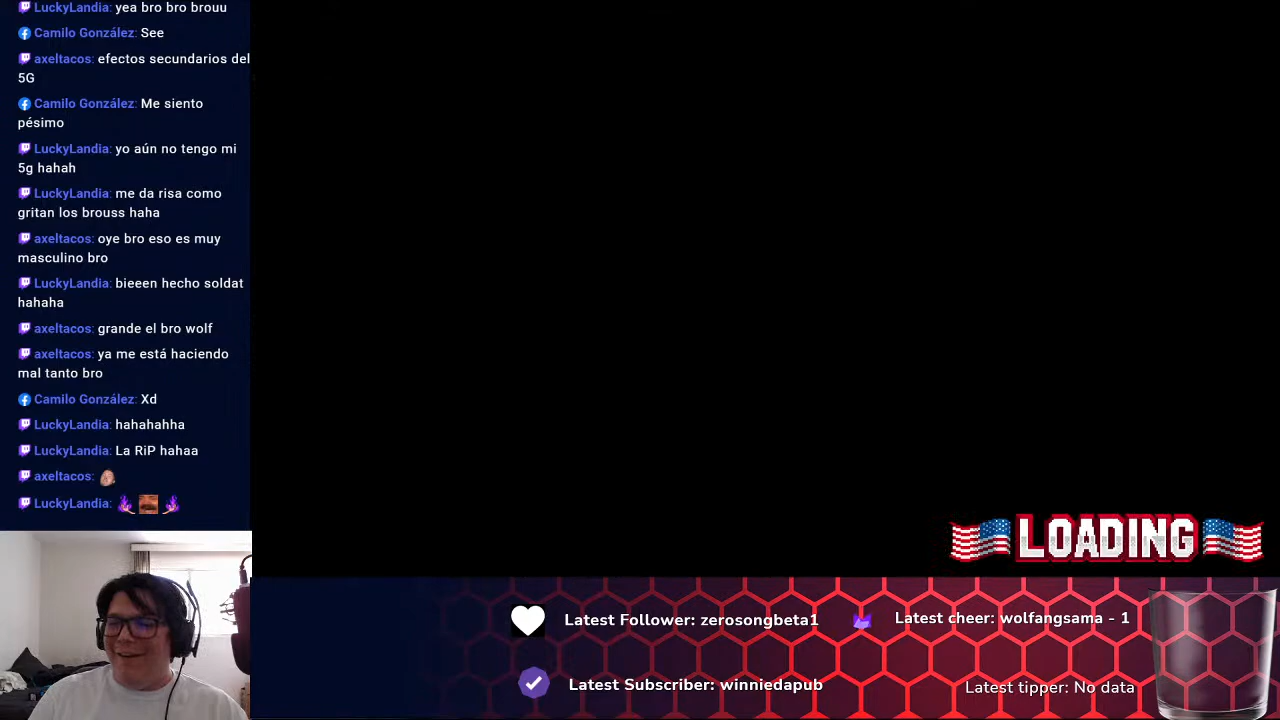 LuckyLandia: yea bro bro brouu
Camilo González: See
axeltacos: efectos secundarios del
5G
Camilo González: Me siento
pésimo
LuckyLandia: yo aún no tengo mi
5g hahah
LuckyLandia: me da risa como
gritan los brouss haha
axeltacos: oye bro eso es muy
masculino bro
LuckyLandia: bieeen hecho soldat
hahaha
axeltacos: grande el bro wolf
axeltacos: ya me está haciendo
mal tanto bro
Camilo González: Xd
LuckyLandia: hahahahha
LuckyLandia: La RiP hahaa
axeltacos:
LuckyLandia:
LOADING
Latest Follower: zerosongbeta1
Latest cheer: wolfangsama - 1
Latest Subscriber: winniedapub
Latest tipper: No data